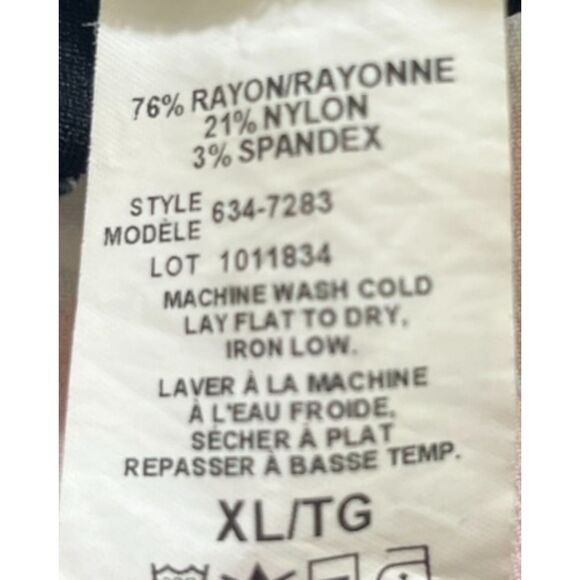 76% RAYON/RAYONNE
21% NYLON
3% SPANDEX
STYLE
MODÈLE 634-7283
LOT 1011834
MACHINE WASH COLD
LAY FLAT TO DRY,
IRON LOW.
LAVER À LA MACHINE
À L'EAU FROIDE,
SÉCHER À PLAT
REPASSER À BASSE TEMP.
XL/TG